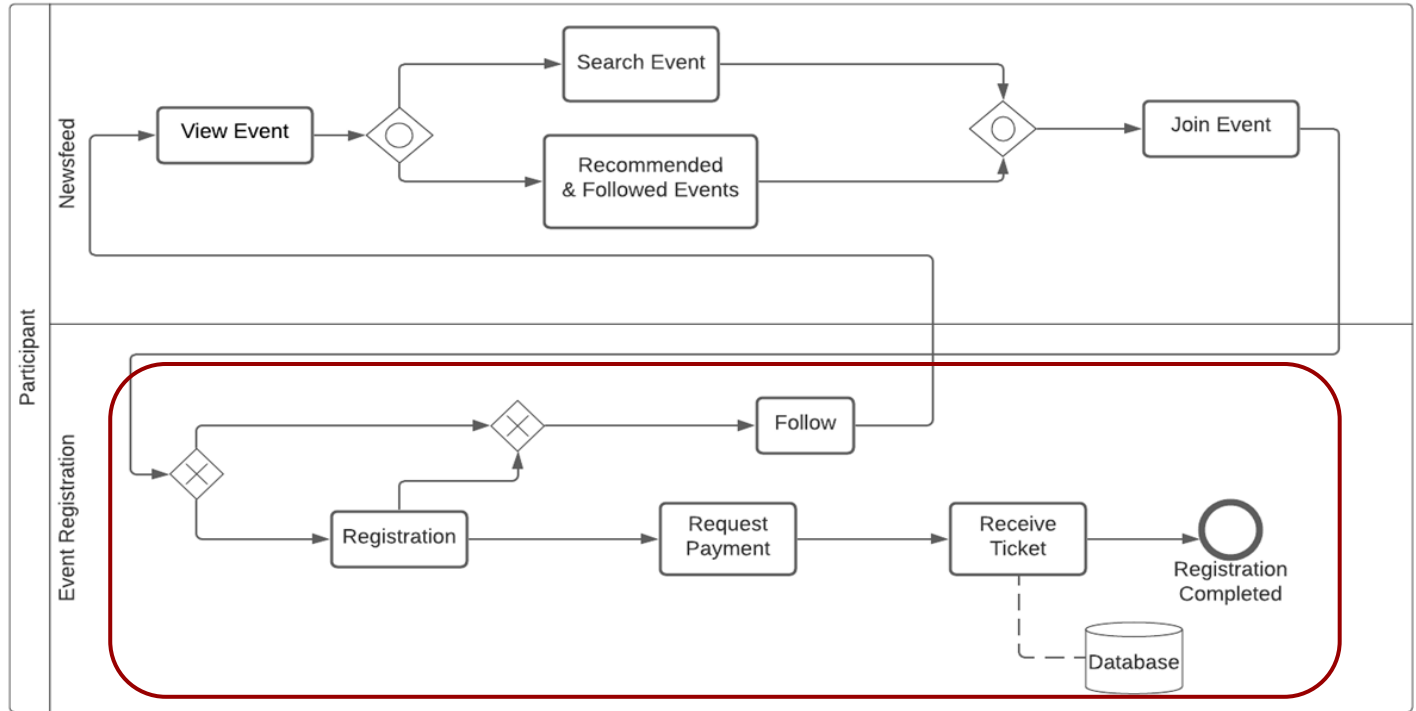 Participant
Newsfeed
View Event
Search Event
Recommended
& Followed Events
Join Event
Event Registration
Follow
Registration
Request
Payment
Receive
Ticket
Registration
Completed
Database